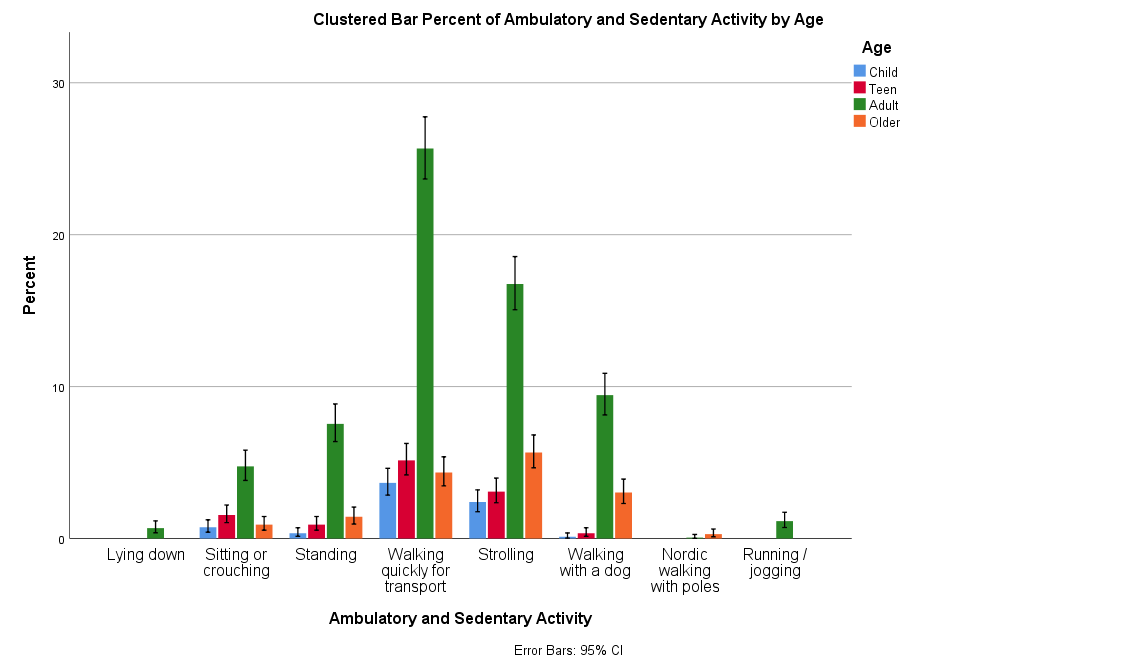 Clustered Bar Percent of Ambulatory and Sedentary Activity by Age
Age
Child
Teen
Adult
Older
Percent
30
20
10
0
Lying down
Sitting or
crouching
Standing
Walking
quickly for
transport
Strolling
Walking
with a dog
Nordic
walking
with poles
Running /
jogging
Ambulatory and Sedentary Activity
Error Bars: 95% CI